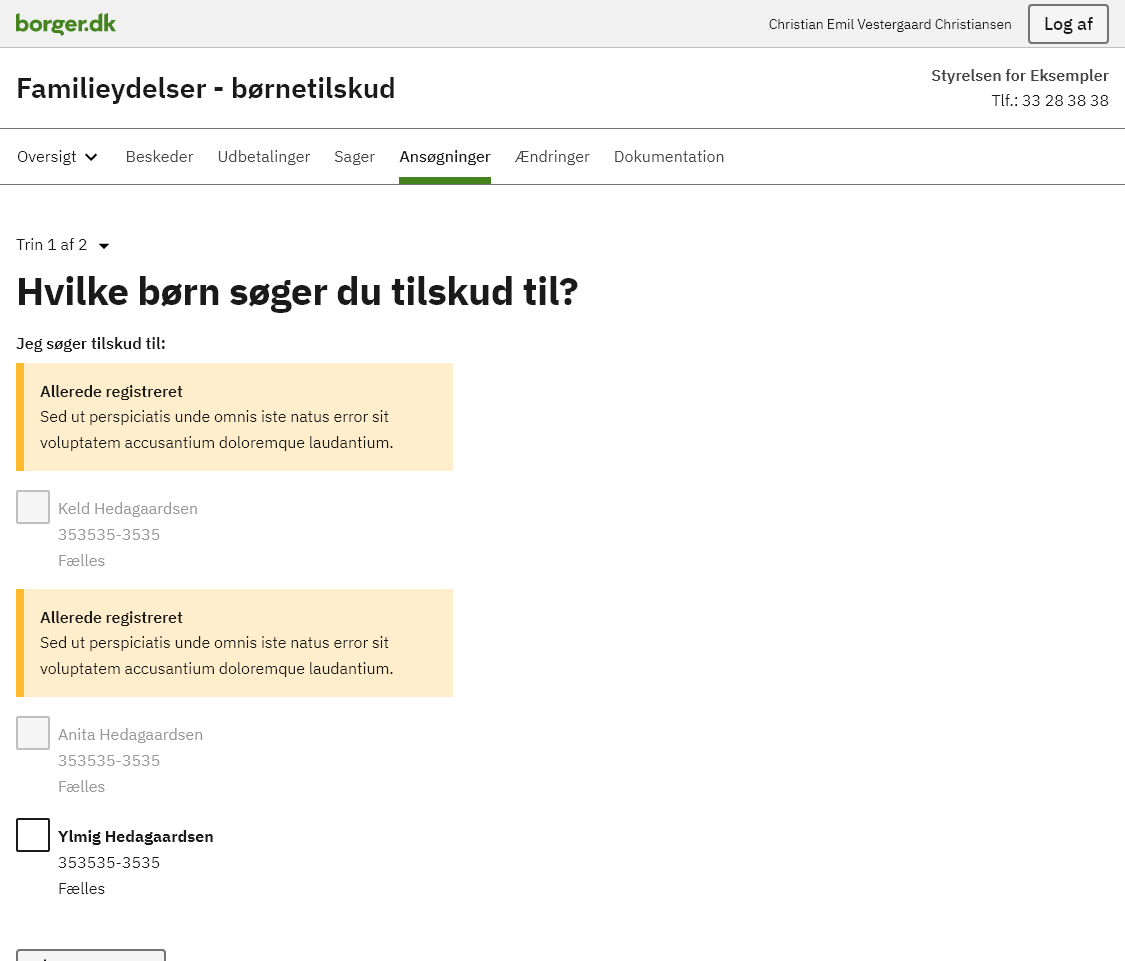 borger.dk
Christian Emil Vestergaard Christiansen
Log af
Familieydelser - børnetilskud
Styrelsen for Eksempler
Tlf.: 33 28 38 38
Oversigt Beskeder Udbetalinger Sager Ansøgninger Ændringer Dokumentation
Trin 1 af 2
Hvilke børn søger du tilskud til?
Jeg søger tilskud til:
Allerede registreret
Sed ut perspiciatis unde omnis iste natus error sit
voluptatem accusantium doloremque laudantium.
Keld Hedagaardsen
353535-3535
Fælles
Allerede registreret
Sed ut perspiciatis unde omnis iste natus error sit
voluptatem accusantium doloremque laudantium.
Anita Hedagaardsen
353535-3535
Fælles
Ylmig Hedagaardsen
353535-3535
Fælles